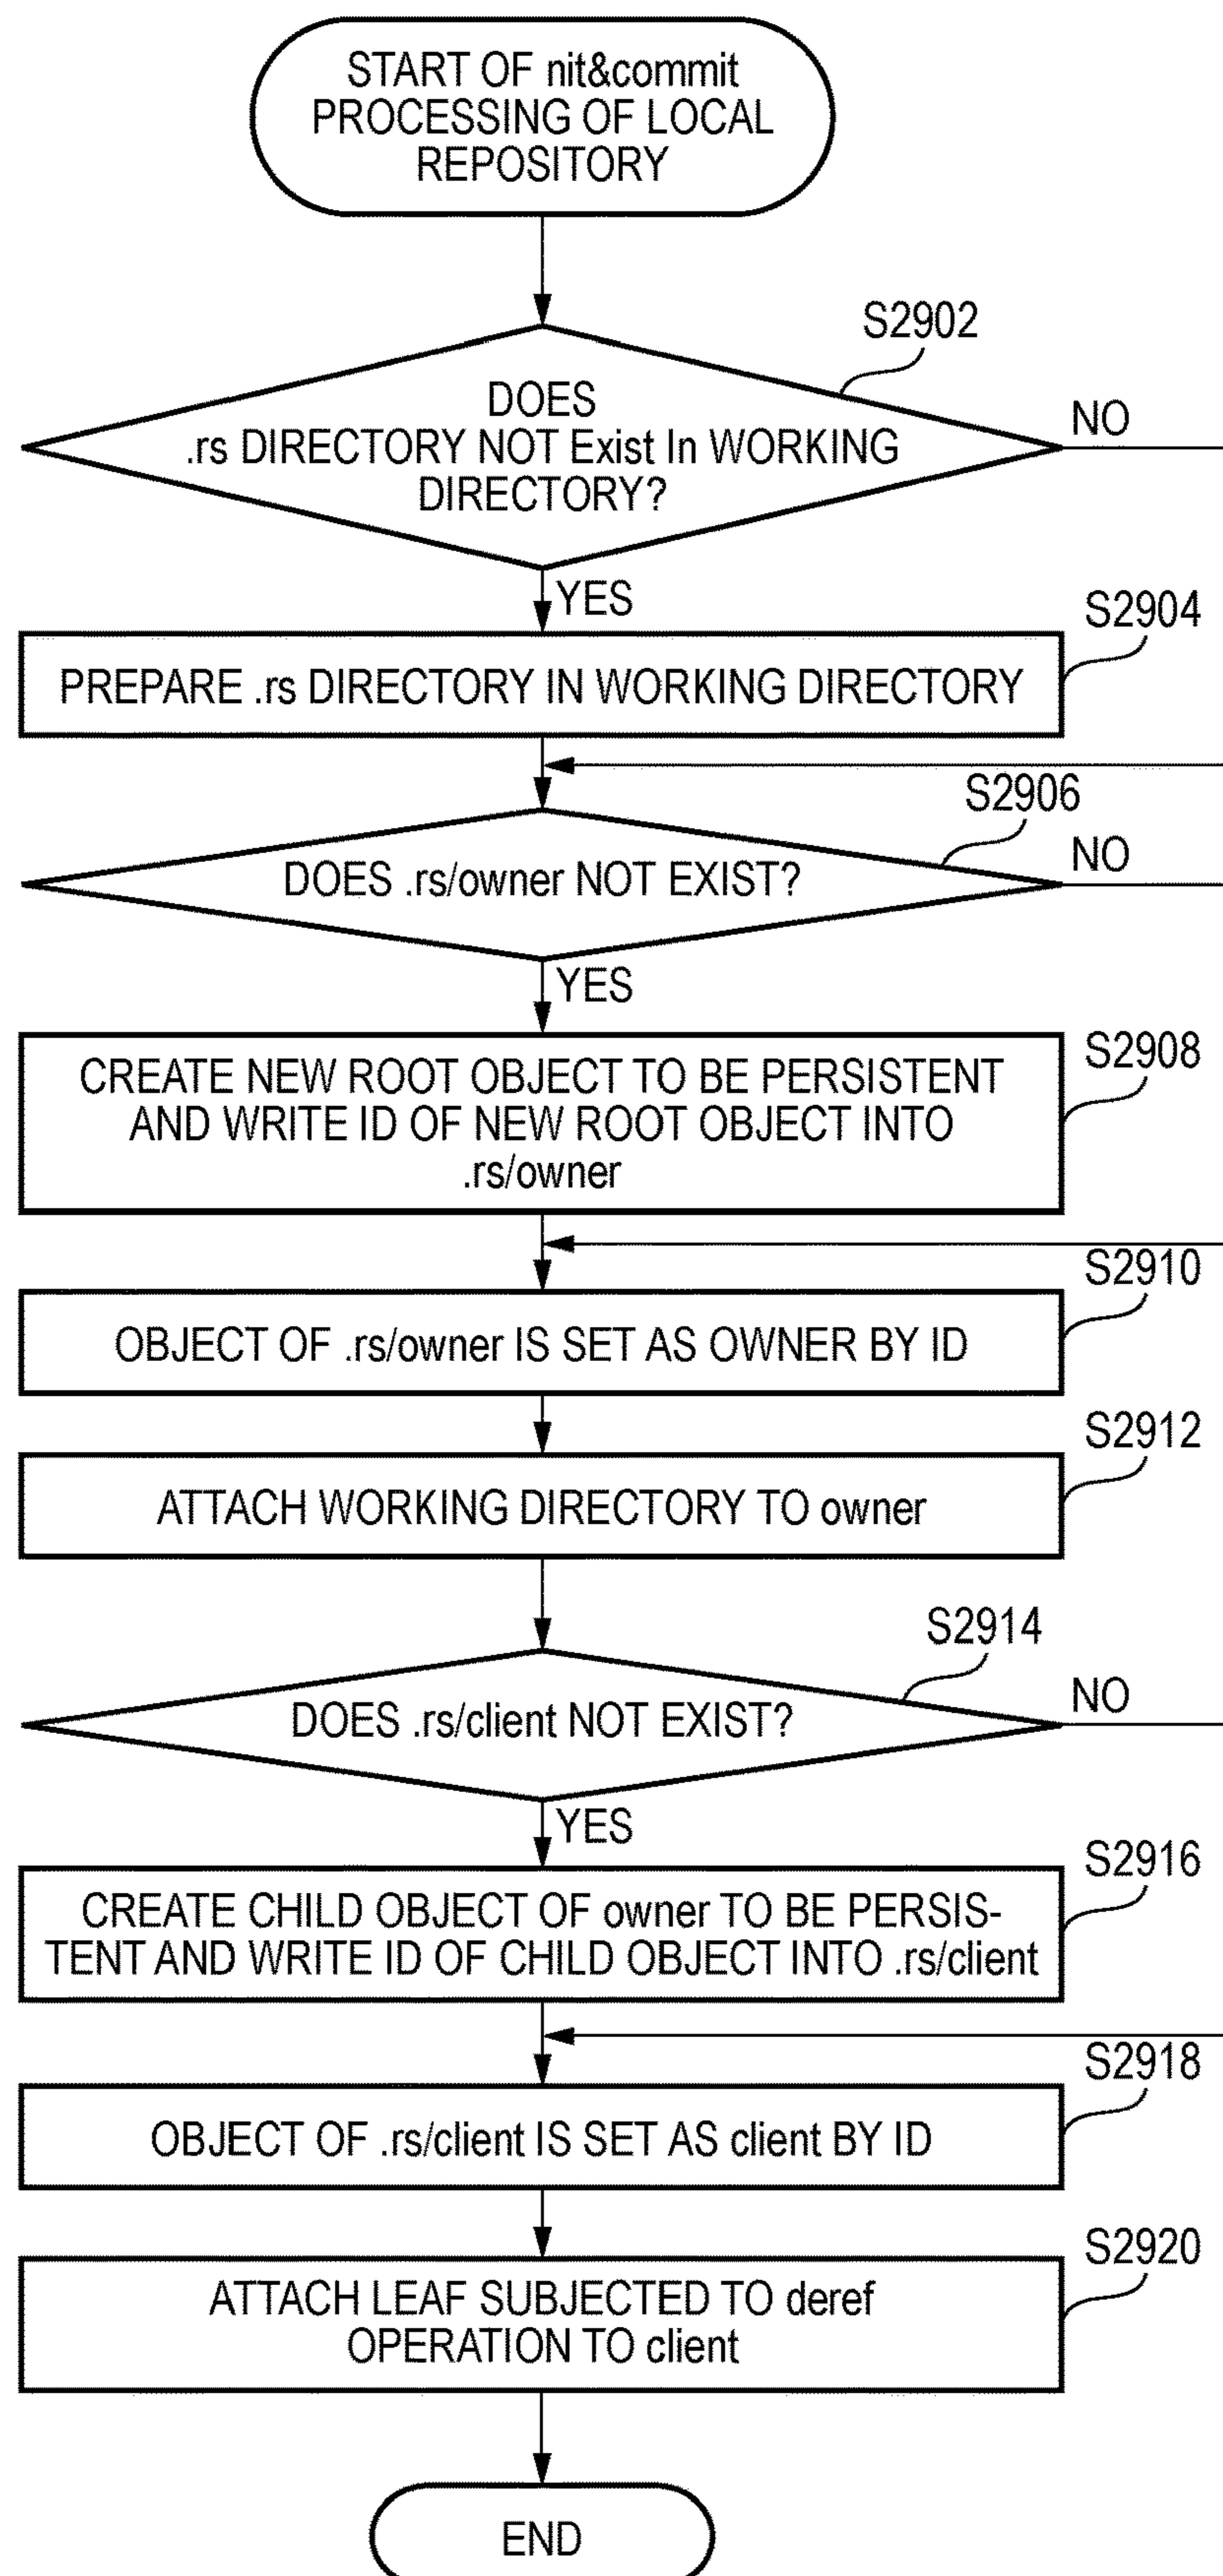 START OF nit&commit
PROCESSING OF LOCAL
REPOSITORY
S2902
DOES
.rs DIRECTORY NOT Exist In WORKING
DIRECTORY?
NO
YES
S2904
PREPARE .rs DIRECTORY IN WORKING DIRECTORY
S2906
DOES .rs/owner NOT EXIST?
NO
YES
S2908
CREATE NEW ROOT OBJECT TO BE PERSISTENT
AND WRITE ID OF NEW ROOT OBJECT INTO
.rs/owner
S2910
OBJECT OF .rs/owner IS SET AS OWNER BY ID
S2912
ATTACH WORKING DIRECTORY TO owner
S2914
DOES .rs/client NOT EXIST?
NO
YES
S2916
CREATE CHILD OBJECT OF owner TO BE PERSIS-
TENT AND WRITE ID OF CHILD OBJECT INTO .rs/client
S2918
OBJECT OF .rs/client IS SET AS client BY ID
S2920
ATTACH LEAF SUBJECTED TO deref
OPERATION TO client
END